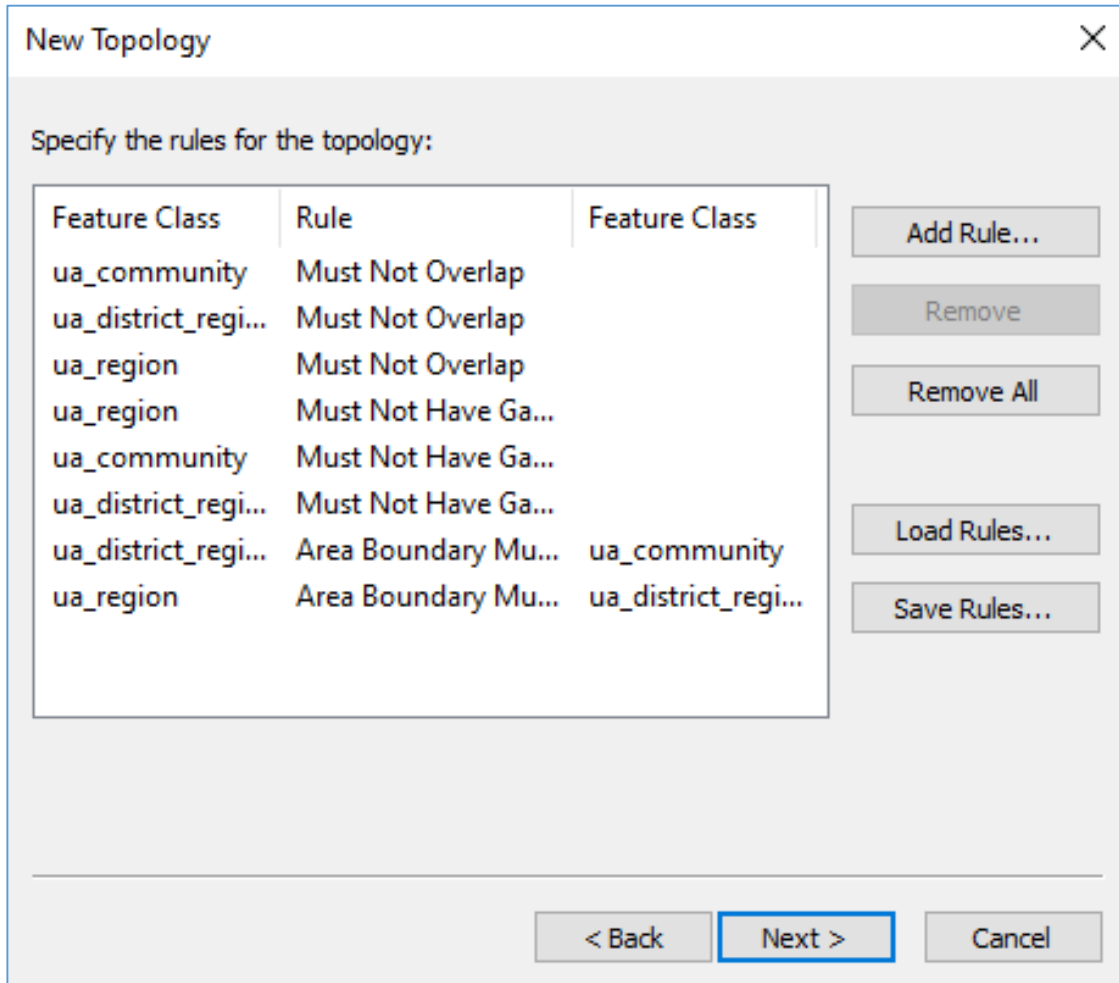 New Topology
Specify the rules for the topology:
Feature Class Rule Feature Class
ua_community Must Not Overlap
ua_district_regi... Must Not Overlap
ua_region Must Not Overlap
ua_region Must Not Have Ga...
ua_community Must Not Have Ga...
ua_district_regi... Must Not Have Ga...
ua_district_regi... Area Boundary Mu... ua_community
ua_region Area Boundary Mu... ua_district_regi...
Add Rule...
Remove
Remove All
Load Rules...
Save Rules...
< Back Next > Cancel